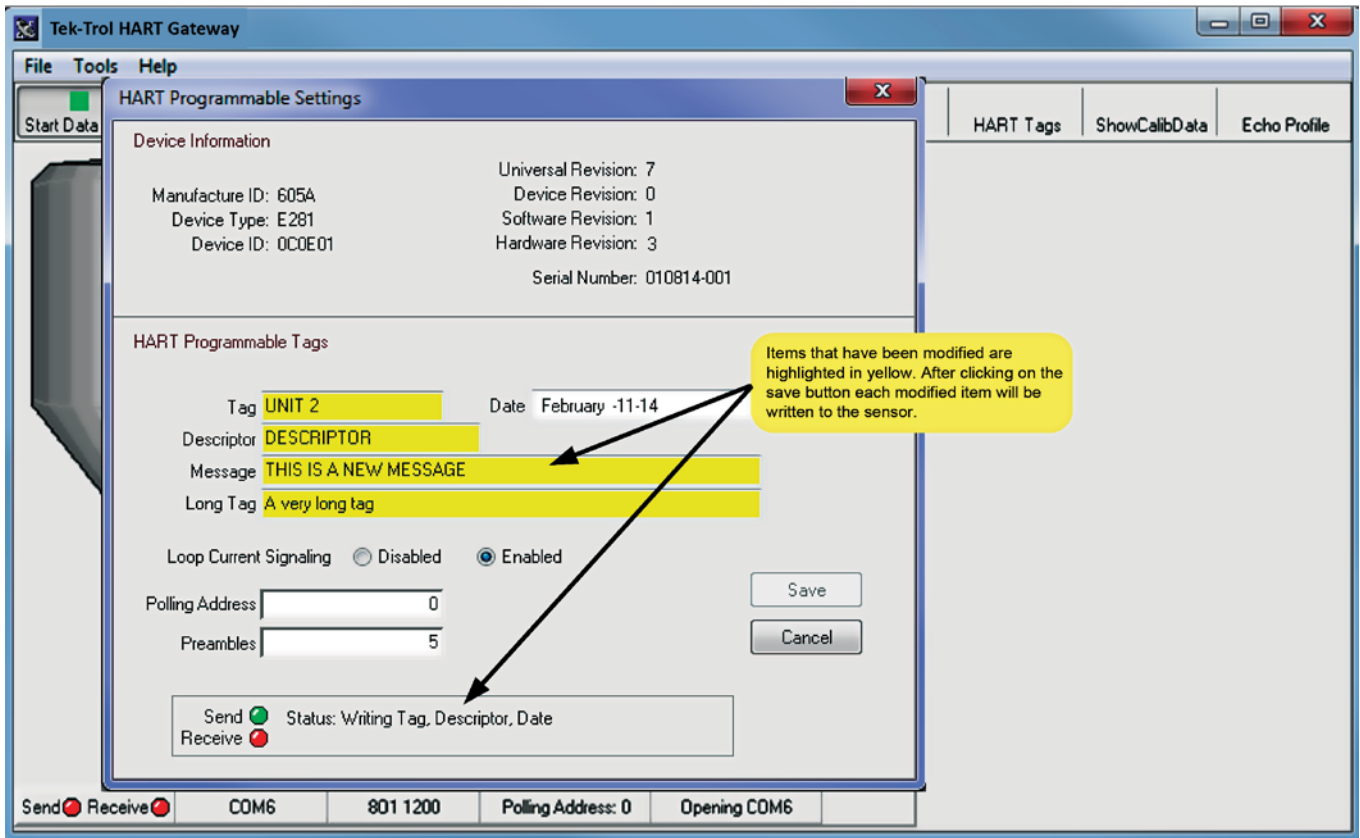 Tek-Trol HART Gateway
File Tools Help
Start Data
HART Tags
ShowCalibData
Echo Profile
HART Programmable Settings
Device Information
Manufacture ID: 605A
Device Type: E281
Device ID: 0C0E01
Universal Revision: 7
Device Revision: 0
Software Revision: 1
Hardware Revision: 3
Serial Number: 010814-001
HART Programmable Tags
Items that have been modified are
highlighted in yellow. After clicking on the
save button each modified item will be
written to the sensor.
Tag UNIT 2
Date February -11-14
Descriptor DESCRIPTOR
Message THIS IS A NEW MESSAGE
Long Tag A very long tag
Loop Current Signaling Disabled Enabled
Polling Address 0
Preambles 5
Save
Cancel
Send Status: Writing Tag, Descriptor, Date
Receive
Send Receive COM6 8O1 1200 Polling Address: 0 Opening COM6